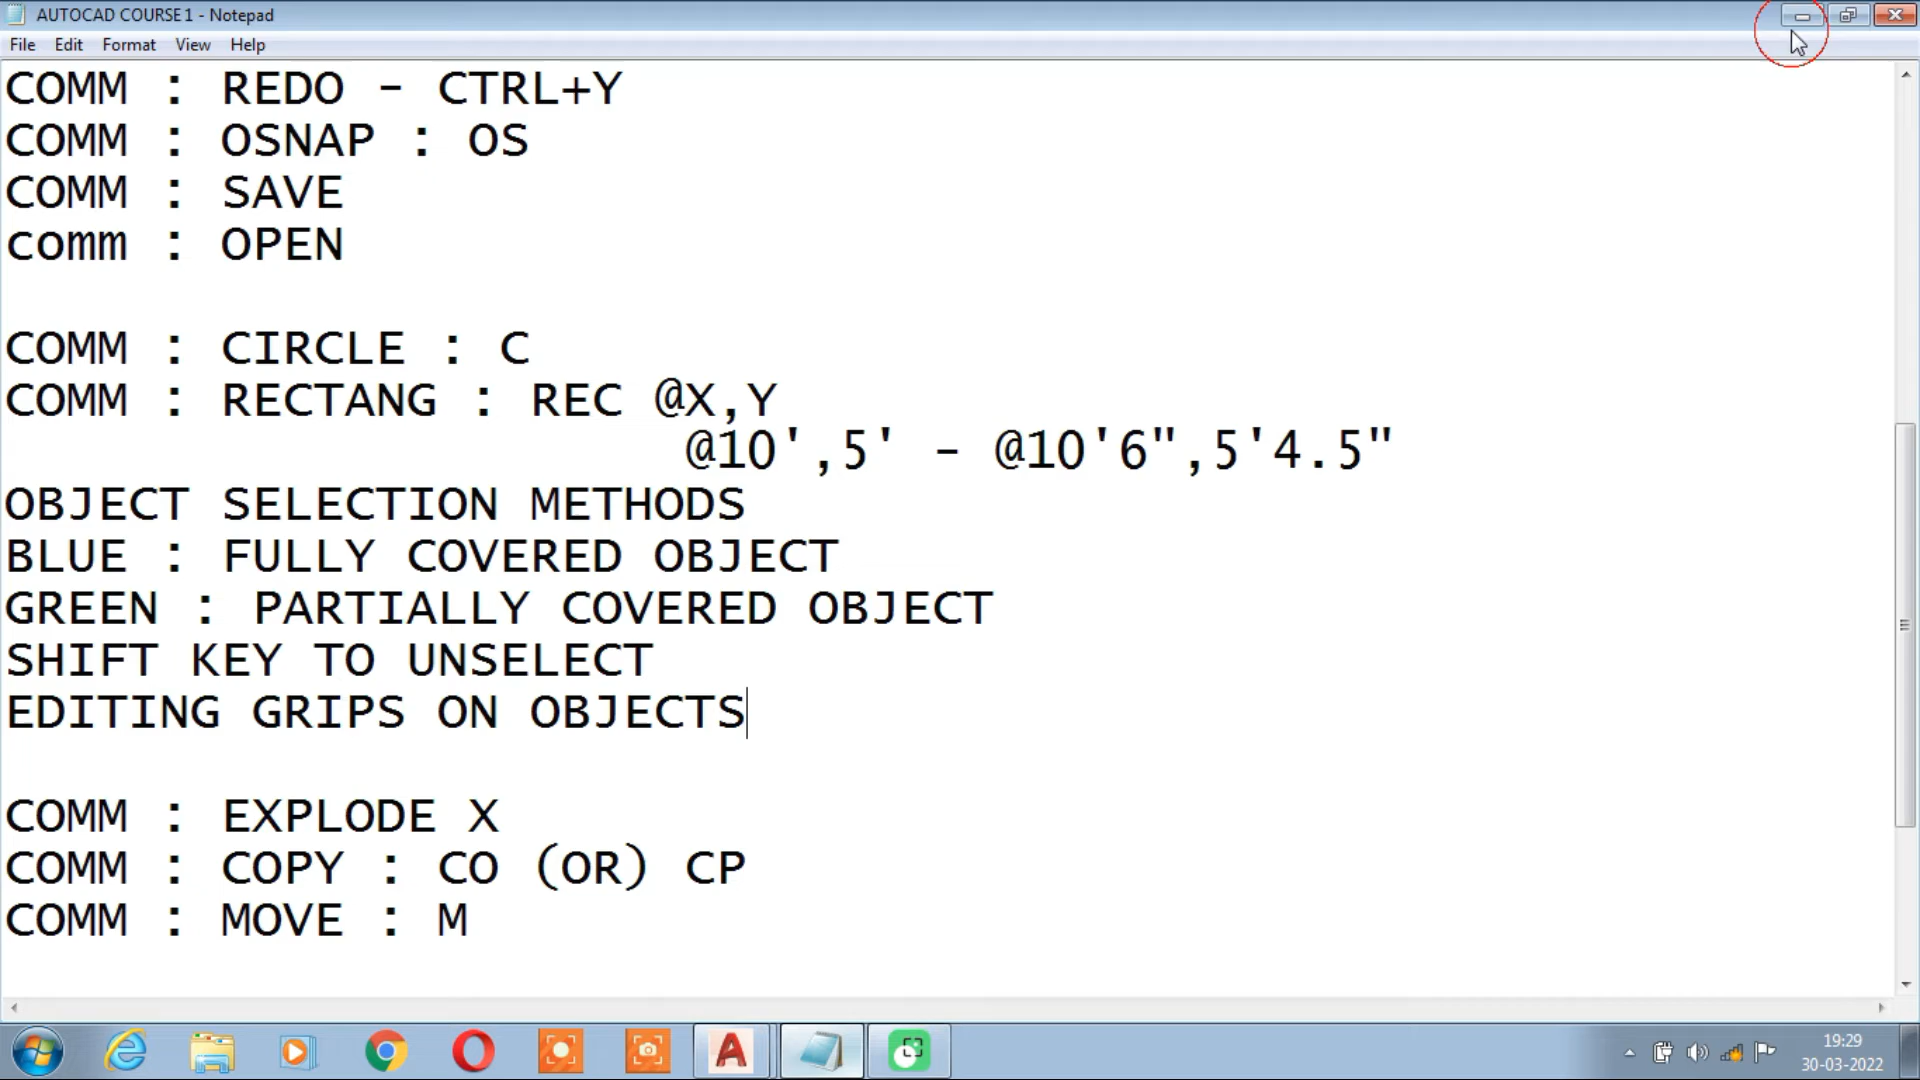 AUTOCAD COURSE 1 - Notepad
File Edit Format View Help
COMM : REDO - CTRL+Y
COMM : OSNAP : OS
COMM : SAVE
comm : OPEN
COMM : CIRCLE : C
COMM : RECTANG : REC @X,Y
@10',5' - @10'6",5'4.5"
OBJECT SELECTION METHODS
BLUE : FULLY COVERED OBJECT
GREEN : PARTIALLY COVERED OBJECT
SHIFT KEY TO UNSELECT
EDITING GRIPS ON OBJECTS
COMM : EXPLODE X
COMM : COPY : CO (OR) CP
COMM : MOVE : M
19:29
30-03-2022